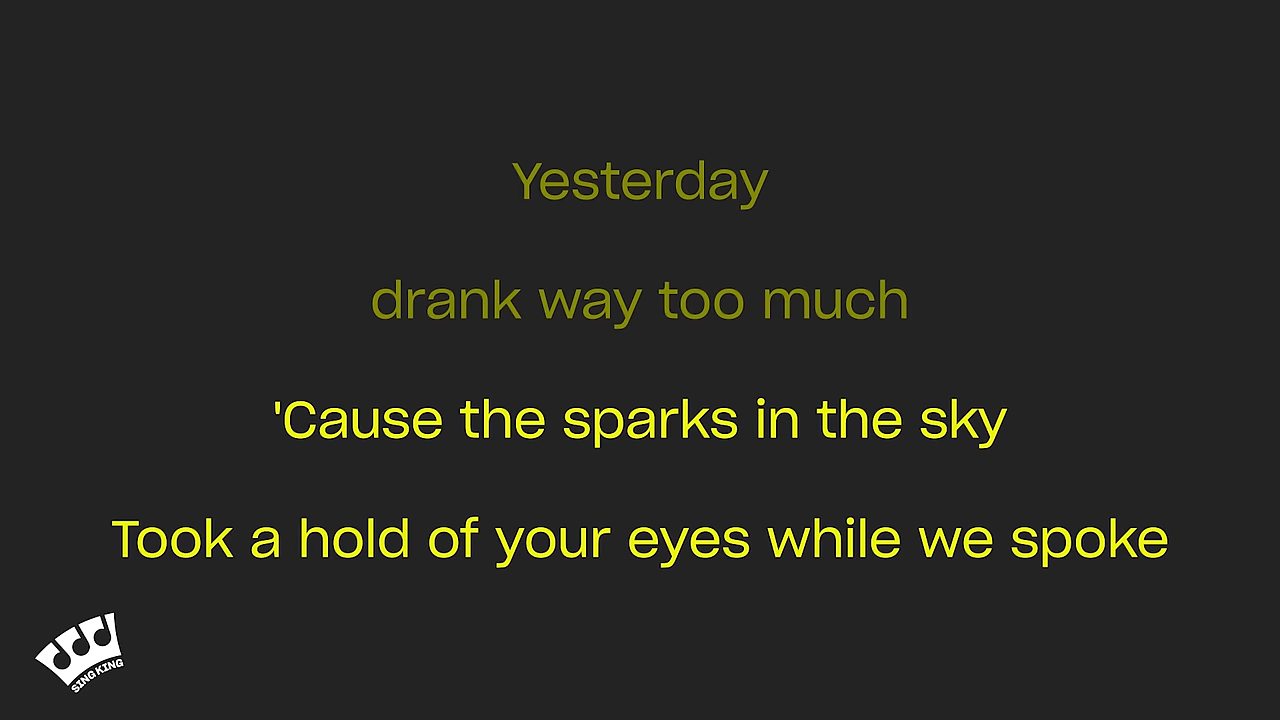 Yesterday
drank way too much
'Cause the sparks in the sky
Took a hold of your eyes while we spoke
SING KING